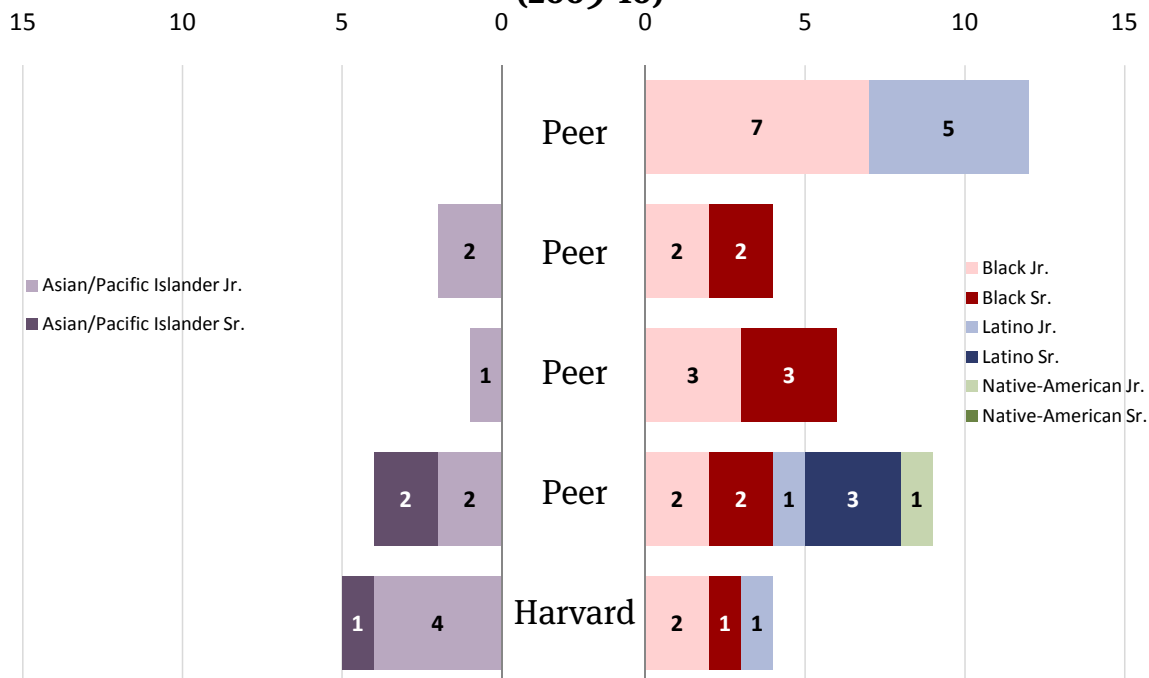 (2009-10)
15 10 5 0 0 5 10 15
Peer 7 5
2 Peer 2 2
Asian/Pacific Islander Jr.
Asian/Pacific Islander Sr.
Black Jr.
Black Sr.
Latino Jr.
Latino Sr.
Native-American Jr.
Native-American Sr.
1 Peer 3 3
2 2 Peer 2 2 1 3 1
1 4 Harvard 2 1 1